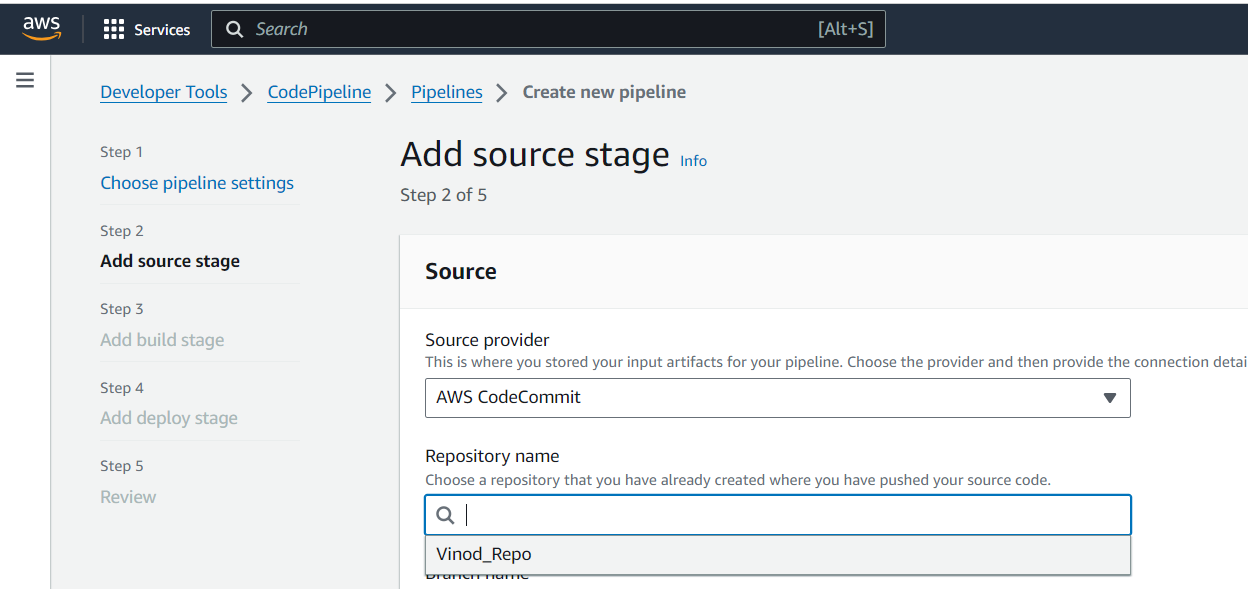 aws
Services
Search
[Alt+S]
Developer Tools
CodePipeline
Pipelines
Create new pipeline
Step 1
Choose pipeline settings
Step 2
Add source stage
Step 3
Add build stage
Step 4
Add deploy stage
Step 5
Review
Add source stage Info
Step 2 of 5
Source
Source provider
This is where you stored your input artifacts for your pipeline. Choose the provider and then provide the connection detai
AWS CodeCommit
Repository name
Choose a repository that you have already created where you have pushed your source code.
Vinod_Repo
Branch name